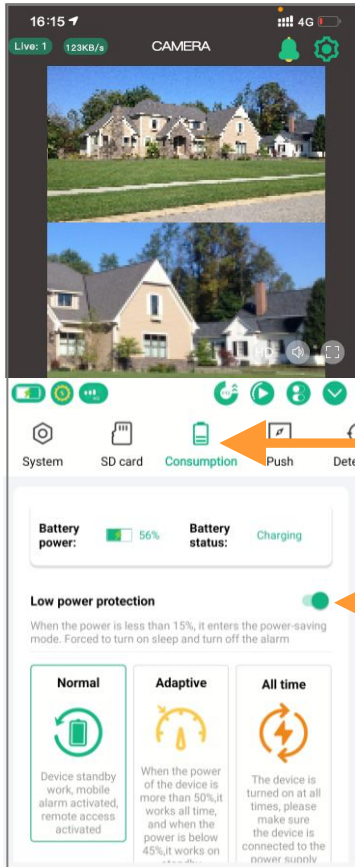 16:15
4G
Live: 1
123KB/s
CAMERA
HD
System
SD card
Consumption
Push
Dete
Battery power:
56%
Battery status:
Charging
Low power protection
When the power is less than 15%, it enters the power-saving
mode. Forced to turn on sleep and turn off the alarm
Normal
Device standby
work, mobile
alarm activated,
remote access
activated
Adaptive
When the power
of the device is
more than 50%,it
works all time,
and when the
power is below
45%,it works on
standby
All time
The device is
turned on at all
times, please
make sure
the device is
connected to the
power supply